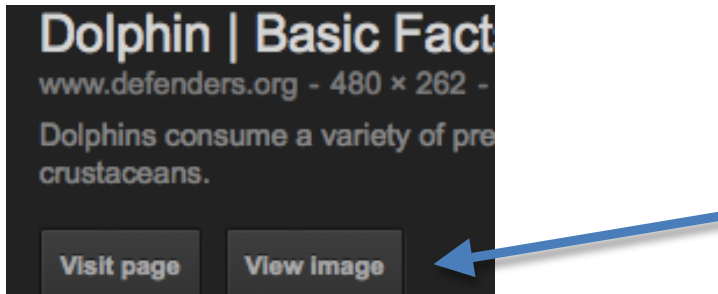 Dolphin | Basic Fact
www.defenders.org - 480 × 262 -
Dolphins consume a variety of pre
crustaceans.
Visit page View image